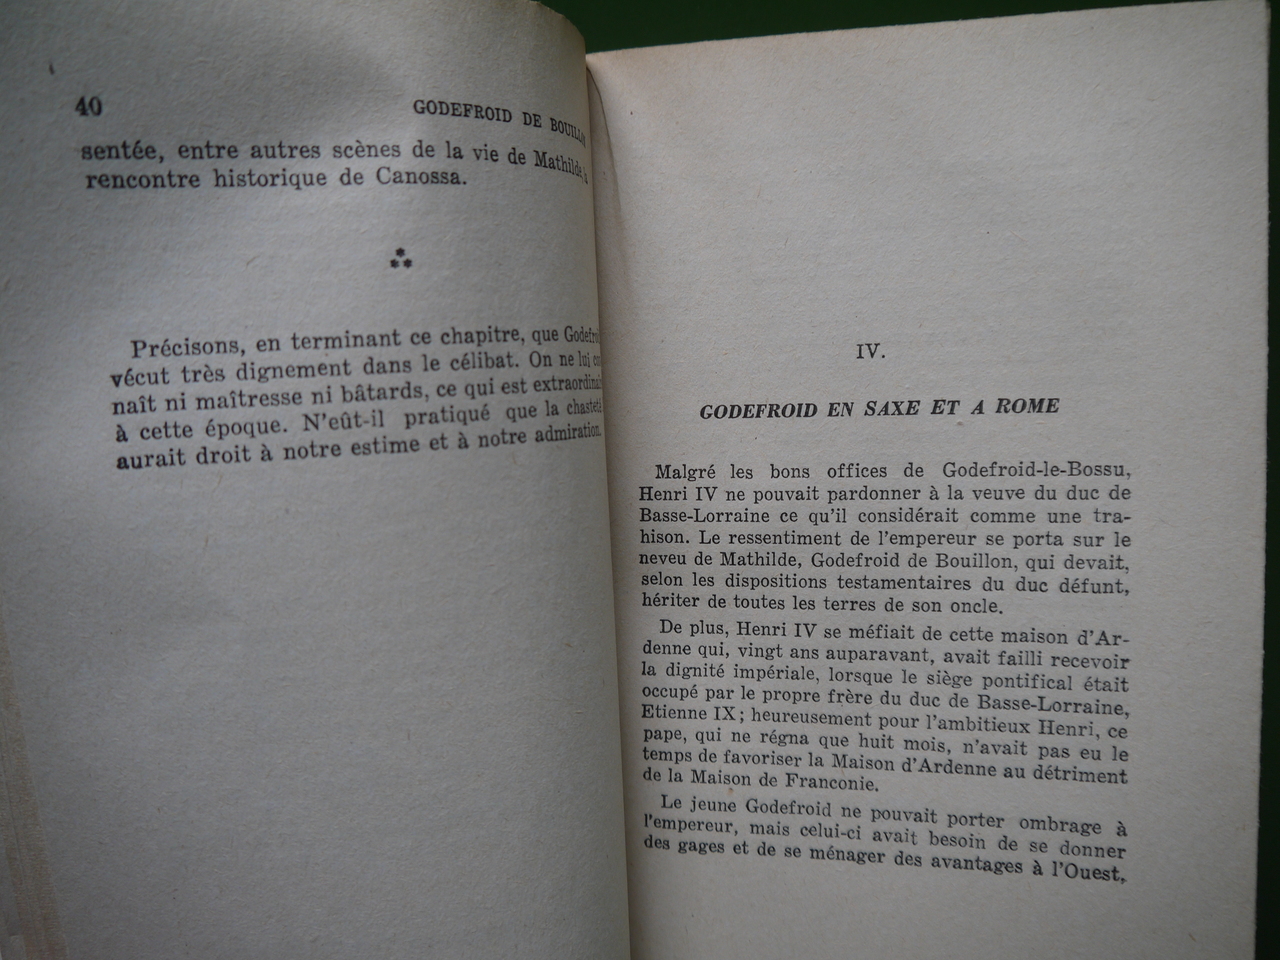 40
GODEFROID DE BOUILLON
sentée, entre autres scènes de la vie de Mathilde, la
rencontre historique de Canossa.
Précisons, en terminant ce chapitre, que Godefroid
vécut très dignement dans le célibat. On ne lui con-
naît ni maîtresse ni bâtards, ce qui est extraordinaire
à cette époque. N'eût-il pratiqué que la chasteté
aurait droit à notre estime et à notre admiration.
IV.
GODEFROID EN SAXE ET A ROME
Malgré les bons offices de Godefroid-le-Bossu,
Henri IV ne pouvait pardonner à la veuve du duc de
Basse-Lorraine ce qu'il considérait comme une tra-
hison. Le ressentiment de l'empereur se porta sur le
neveu de Mathilde, Godefroid de Bouillon, qui devait,
selon les dispositions testamentaires du duc défunt,
hériter de toutes les terres de son oncle.
De plus, Henri IV se méfiait de cette maison d'Ar-
denne qui, vingt ans auparavant, avait failli recevoir
la dignité impériale, lorsque le siège pontifical était
occupé par le propre frère du duc de Basse-Lorraine,
Etienne IX ; heureusement pour l'ambitieux Henri, ce
pape, qui ne régna que huit mois, n'avait pas eu le
temps de favoriser la Maison d'Ardenne au détriment
de la Maison de Franconie.
Le jeune Godefroid ne pouvait porter ombrage à
l'empereur, mais celui-ci avait besoin de se donner
des gages et de se ménager des avantages à l'Ouest,